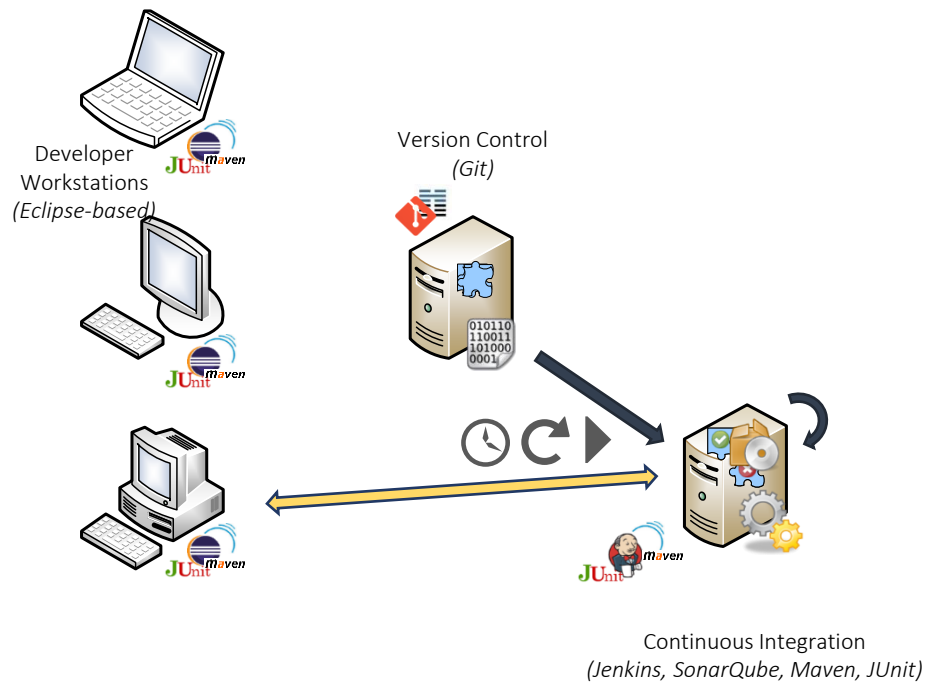 Developer
Workstations
(Eclipse-based)
JUnit
maven
Version Control
(Git)
010110
110011
101000
0001
JUnit
maven
JUnit
maven
JUnit
maven
Continuous Integration
(Jenkins, SonarQube, Maven, JUnit)